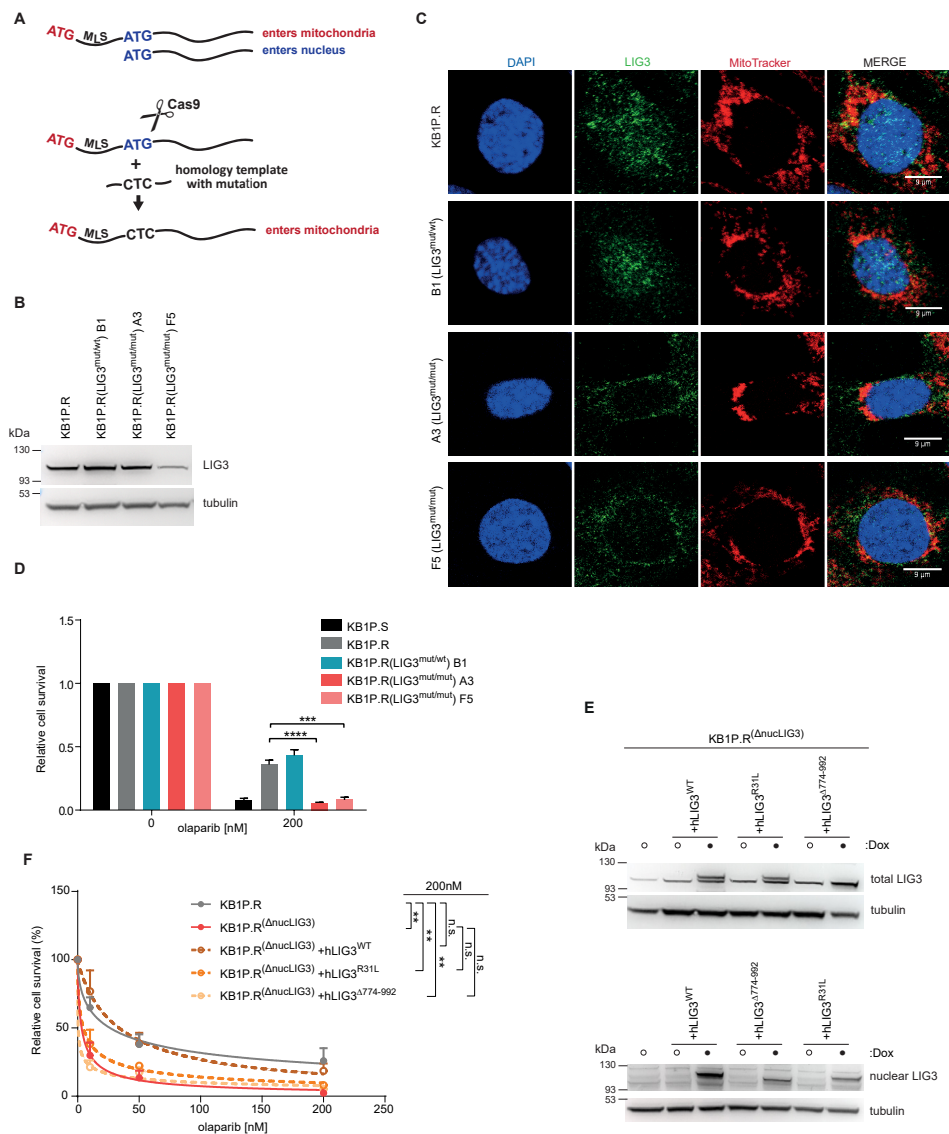 A
ATG MLS ATG enters mitochondria
ATG enters nucleus
Cas9
ATG MLS ATG
+
CTC homology template
with mutation
ATG MLS CTC enters mitochondria
B
KB1P.R
KB1P.R(LIG3mut/wt) B1
KB1P.R(LIG3mut/mut) A3
KB1P.R(LIG3mut/mut) F5
kDa
130
93
LIG3
53
tubulin
C
DAPI LIG3 MitoTracker MERGE
KB1P.R
9 µm
B1 (LIG3mut/wt)
9 µm
A3 (LIG3mut/mut)
9 µm
F5 (LIG3mut/mut)
9 µm
D
Relative cell survival
1.5
1.0
0.5
0.0
0 200
olaparib [nM]
KB1P.S
KB1P.R
KB1P.R(LIG3mut/wt) B1
KB1P.R(LIG3mut/mut) A3
KB1P.R(LIG3mut/mut) F5
***
****
E
KB1P.R(ΔnucLIG3)
+hLIG3WT
+hLIG3R31L
+hLIG3Δ774-992
:Dox
kDa
130
93
total LIG3
53
tubulin
+hLIG3WT
+hLIG3Δ774-992
+hLIG3R31L
:Dox
kDa
130
93
nuclear LIG3
53
tubulin
F
Relative cell survival (%)
150
100
50
0
0 50 100 150 200 250
olaparib [nM]
KB1P.R
KB1P.R(ΔnucLIG3)
KB1P.R(ΔnucLIG3) +hLIG3WT
KB1P.R(ΔnucLIG3) +hLIG3R31L
KB1P.R(ΔnucLIG3) +hLIG3Δ774-992
200nM
**
**
**
n.s.
n.s.
n.s.